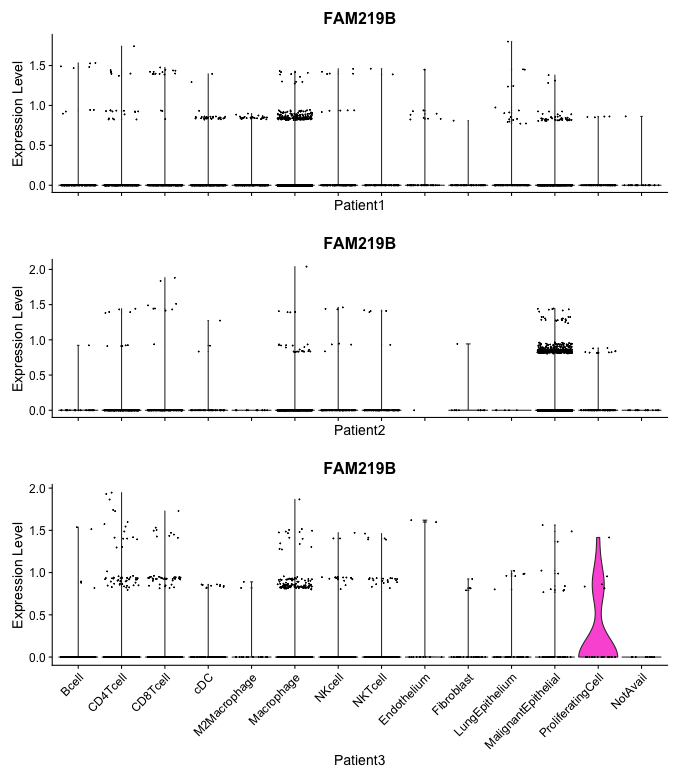 FAM219B
Expression Level
1.5
1.0
0.5
0.0
Patient1
FAM219B
Expression Level
2.0
1.5
1.0
0.5
0.0
Patient2
FAM219B
Expression Level
2.0
1.5
1.0
0.5
0.0
Bcell
CD4Tcell
CD8Tcell
cDC
M2Macrophage
Macrophage
NKcell
NKTcell
Endothelium
Fibroblast
LungEpithelium
MalignantEpithelial
ProliferatingCell
NotAvail
Patient3